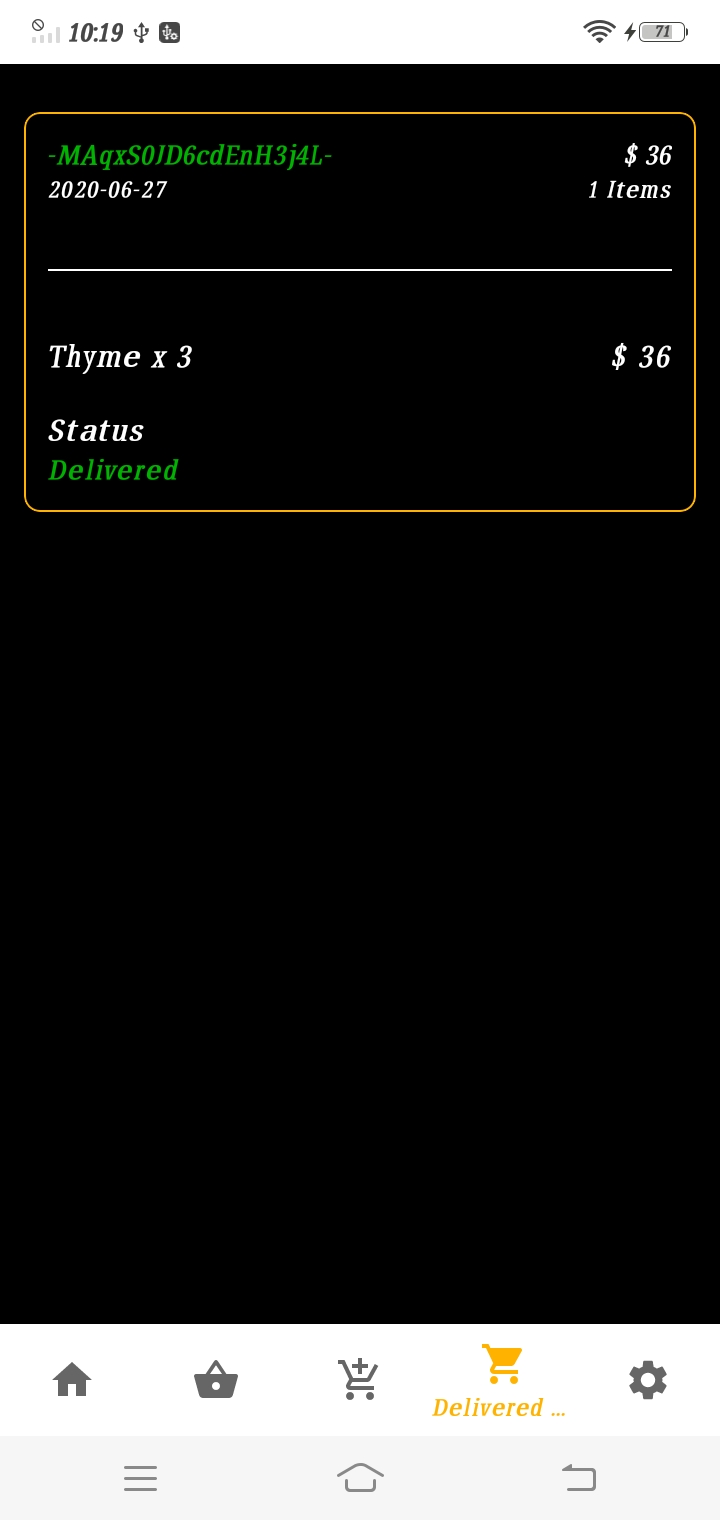 10:19
71
-MAqxS0JD6cdEnH3j4L-
$ 36
2020-06-27
1 Items
Thyme x 3
$ 36
Status
Delivered
Delivered ...